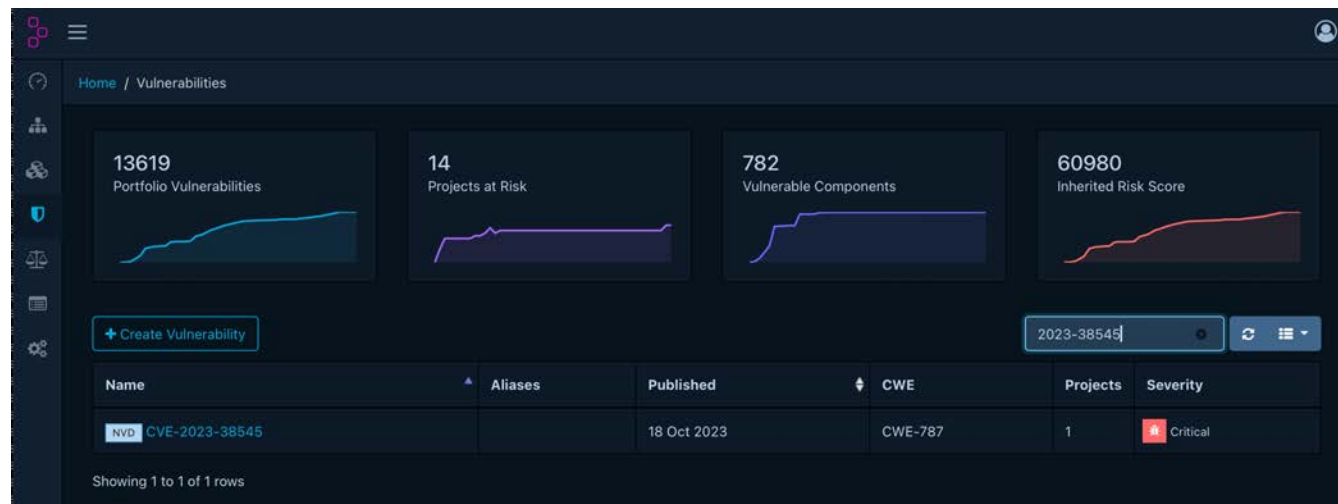 Home / Vulnerabilities
13619
Portfolio Vulnerabilities
14
Projects at Risk
782
Vulnerable Components
60980
Inherited Risk Score
+ Create Vulnerability
2023-38545
Name Aliases Published CWE Projects Severity
NVD CVE-2023-38545 18 Oct 2023 CWE-787 1 Critical
Showing 1 to 1 of 1 rows